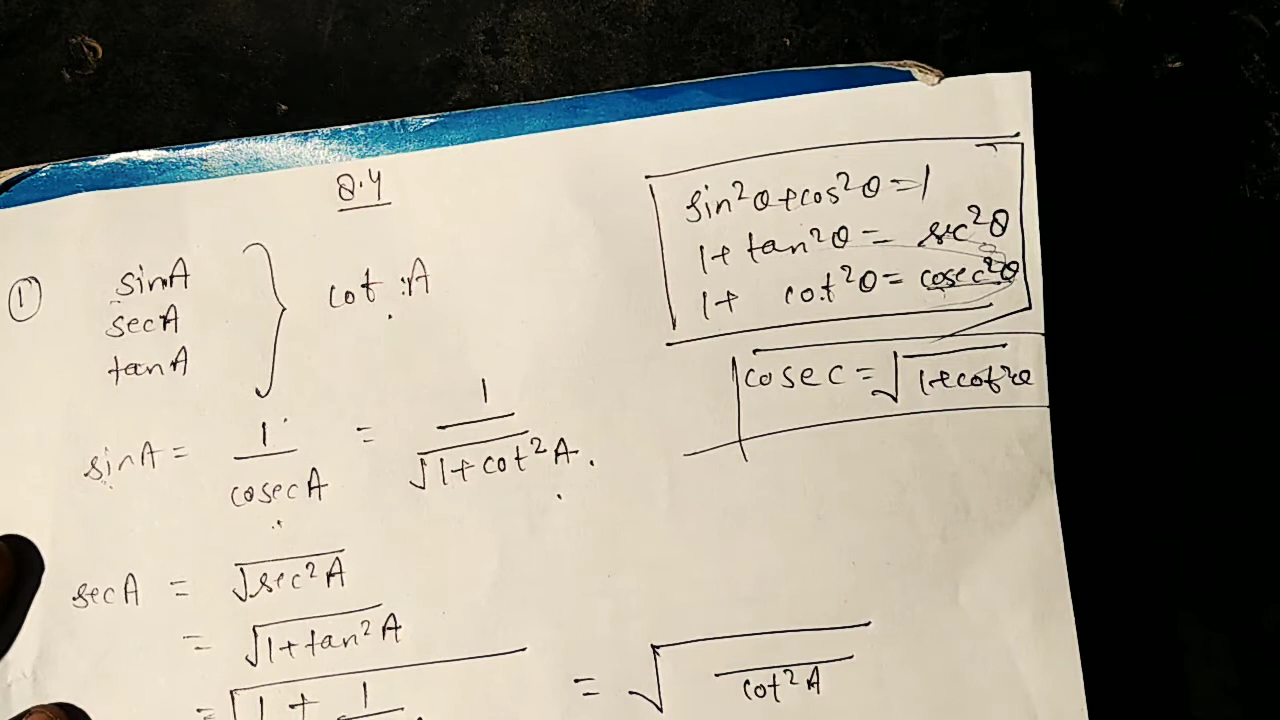 8.4
sin²θ+cos²θ=1
1+ tan²θ = sec²θ
1+ cot²θ= cosec²θ
① sinA
secA
tanA } cot A
cosec = √1+cot²θ
sinA = 1/cosecA = 1/√1+cot²A.
secA = √sec²A
= √1+tan²A
= √1 + 1/ = √ /cot²A